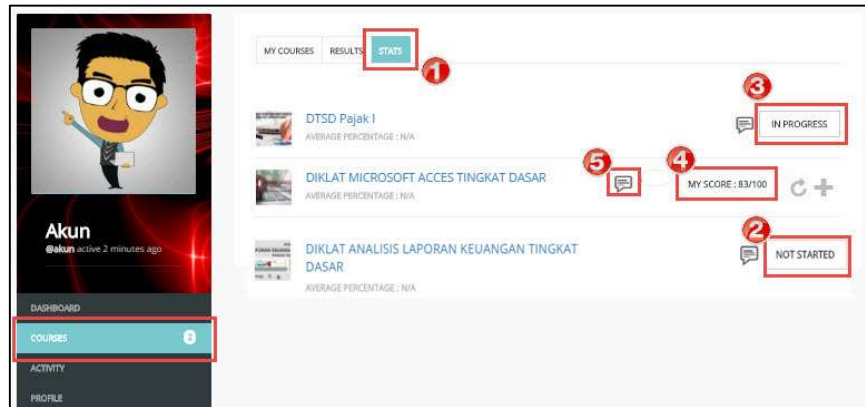 MY COURSES RESULTS STATS
1
3
DTSD Pajak I
IN PROGRESS
AVERAGE PERCENTAGE : N/A
5
4
DIKLAT MICROSOFT ACCES TINGKAT DASAR
MY SCORE : 83/100
AVERAGE PERCENTAGE : N/A
2
DIKLAT ANALISIS LAPORAN KEUANGAN TINGKAT
DASAR
NOT STARTED
AVERAGE PERCENTAGE : N/A
Akun
@akun active 2 minutes ago
DASHBOARD
COURSES 2
ACTIVITY
PROFILE